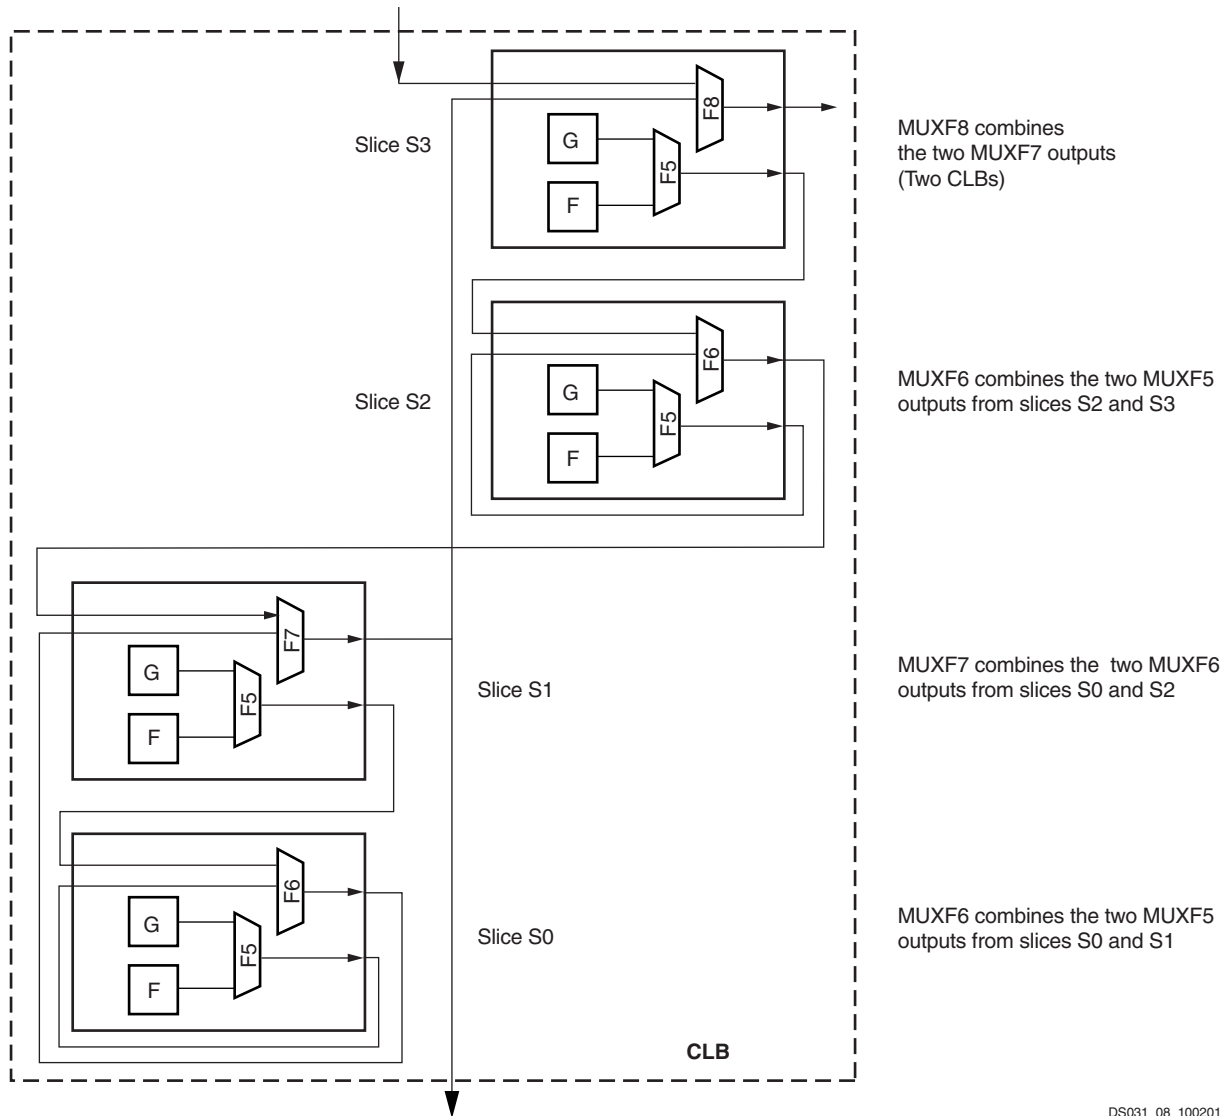 F8
MUXF8 combines
the two MUXF7 outputs
(Two CLBs)
Slice S3
G
F5
F
F6
MUXF6 combines the two MUXF5
outputs from slices S2 and S3
Slice S2
G
F5
F
F7
MUXF7 combines the two MUXF6
outputs from slices S0 and S2
G
Slice S1
F5
F
F6
MUXF6 combines the two MUXF5
outputs from slices S0 and S1
G
Slice S0
F5
F
CLB
DS031_08_100201